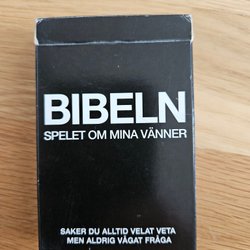 BIBELN
SPELET OM MINA VÄNNER
SAKER DU ALLTID VELAT VETA
MEN ALDRIG VÅGAT FRÅGA